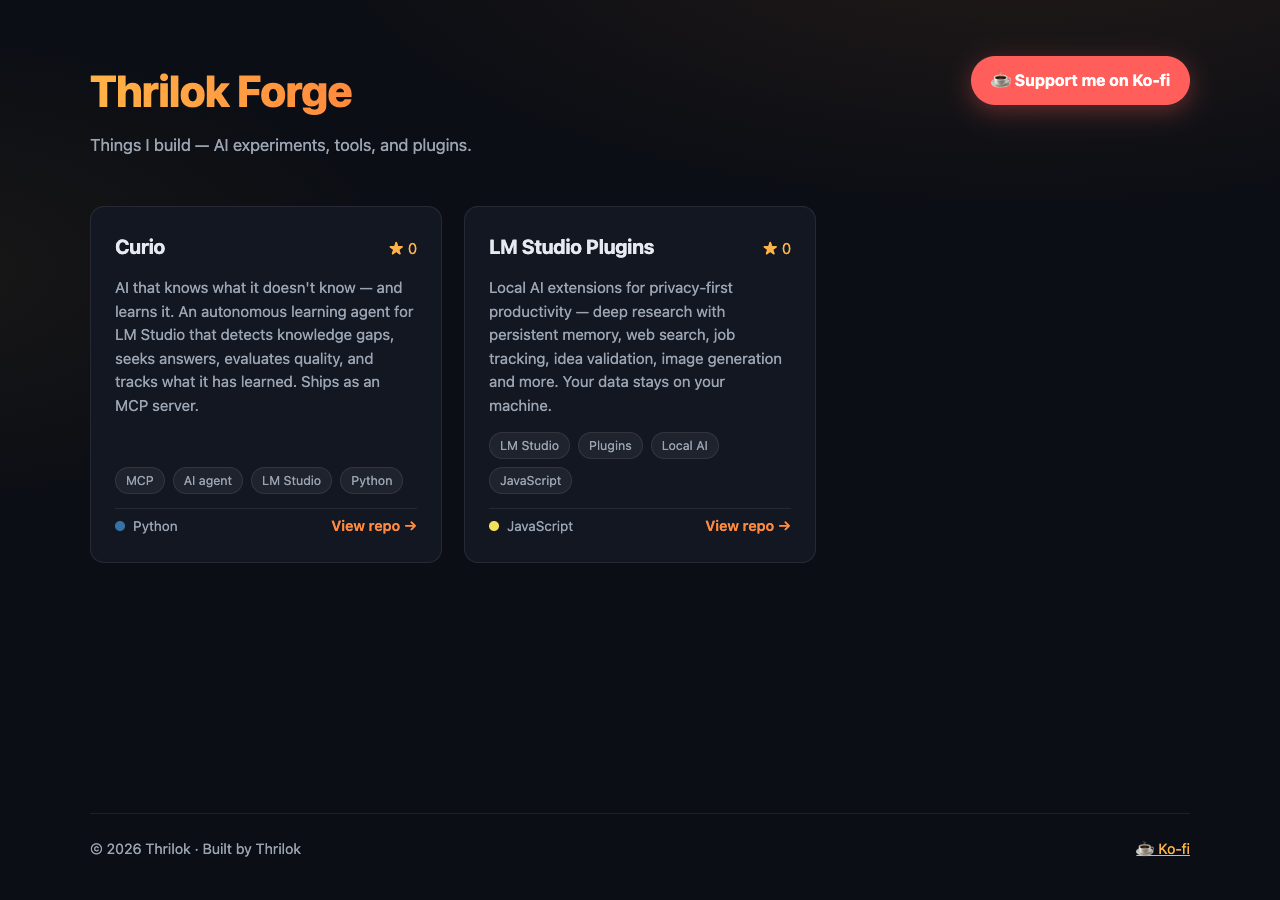 Thrilok Forge
☕ Support me on Ko-fi
Things I build — AI experiments, tools, and plugins.
Curio
★ 0
AI that knows what it doesn't know — and
learns it. An autonomous learning agent for
LM Studio that detects knowledge gaps,
seeks answers, evaluates quality, and
tracks what it has learned. Ships as an
MCP server.
MCP
AI agent
LM Studio
Python
Python
View repo →
LM Studio Plugins
★ 0
Local AI extensions for privacy-first
productivity — deep research with
persistent memory, web search, job
tracking, idea validation, image generation
and more. Your data stays on your
machine.
LM Studio
Plugins
Local AI
JavaScript
JavaScript
View repo →
© 2026 Thrilok · Built by Thrilok
☕ Ko-fi